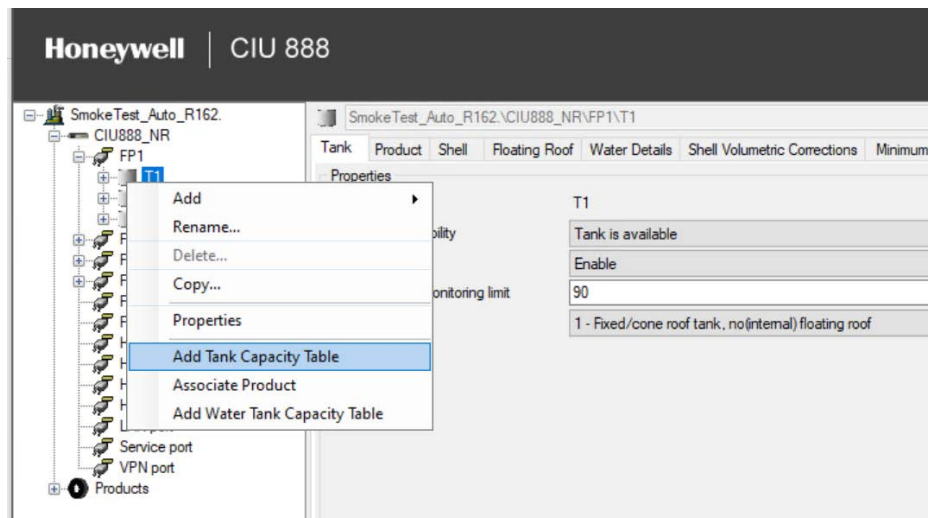 Honeywell | CIU 888
SmokeTest_Auto_R162.
CIU888_NR
FP1
T1
F
F
F
F
F
H
H
H
H
Service port
VPN port
Products
Add
Rename...
Delete...
Copy...
Properties
Add Tank Capacity Table
Associate Product
Add Water Tank Capacity Table
SmokeTest_Auto_R162.\CIU888_NR\FP1\T1
Tank Product Shell Floating Roof Water Details Shell Volumetric Corrections Minimum
Properties
T1
bility Tank is available
Enable
onitoring limit 90
1 - Fixed/cone roof tank, no(internal) floating roof